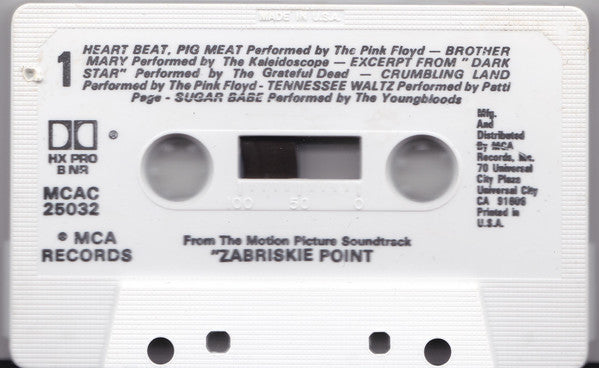 MADE IN U.S.A.
1
HEART BEAT, PIG MEAT Performed by The Pink Floyd — BROTHER
MARY Performed by The Kaleidoscope — EXCERPT FROM " DARK
STAR" Performed by The Grateful Dead — CRUMBLING LAND
Performed by The Pink Floyd - TENNESSEE WALTZ Performed by Patti
Page - SUGAR BABE Performed by The Youngbloods
HX PRO
B NR
®
MCAC
25032
® MCA
RECORDS
100 50 0
Mfg.
And
Distributed
By MCA
Records, Inc.
70 Universal
City Plaza
Universal City
CA 91608
Printed in
U.S.A.
From The Motion Picture Soundtrack
"ZABRISKIE POINT